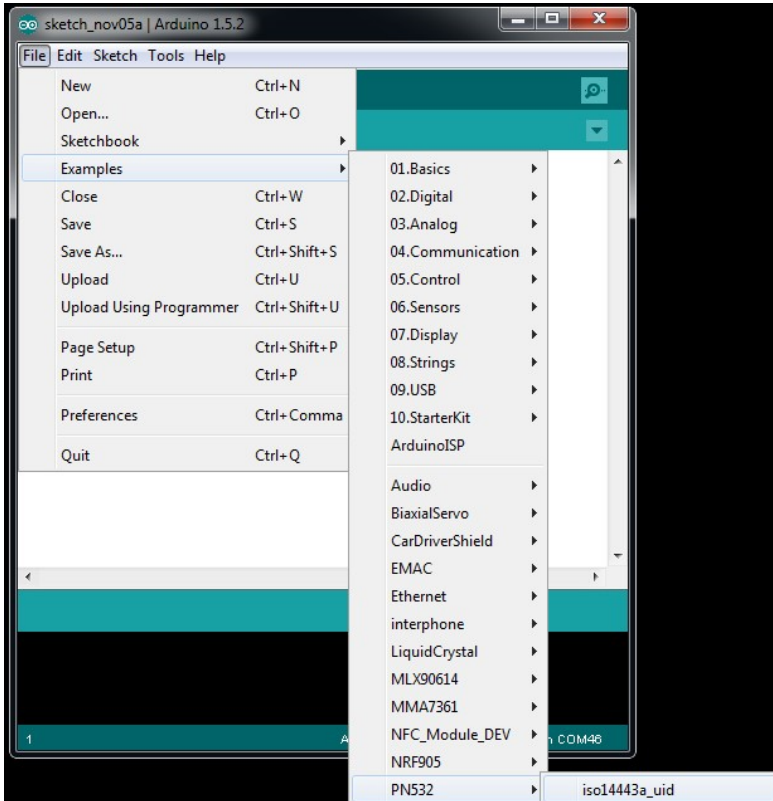 sketch_nov05a | Arduino 1.5.2
File Edit Sketch Tools Help
New Ctrl+N
Open... Ctrl+O
Sketchbook
Examples
Close Ctrl+W
Save Ctrl+S
Save As... Ctrl+Shift+S
Upload Ctrl+U
Upload Using Programmer Ctrl+Shift+U
Page Setup Ctrl+Shift+P
Print Ctrl+P
Preferences Ctrl+Comma
Quit Ctrl+Q
01.Basics
02.Digital
03.Analog
04.Communication
05.Control
06.Sensors
07.Display
08.Strings
09.USB
10.StarterKit
ArduinoISP
Audio
BiaxialServo
CarDriverShield
EMAC
Ethernet
interphone
LiquidCrystal
MLX90614
MMA7361
NFC_Module_DEV
NRF905
PN532
iso14443a_uid
1 COM46